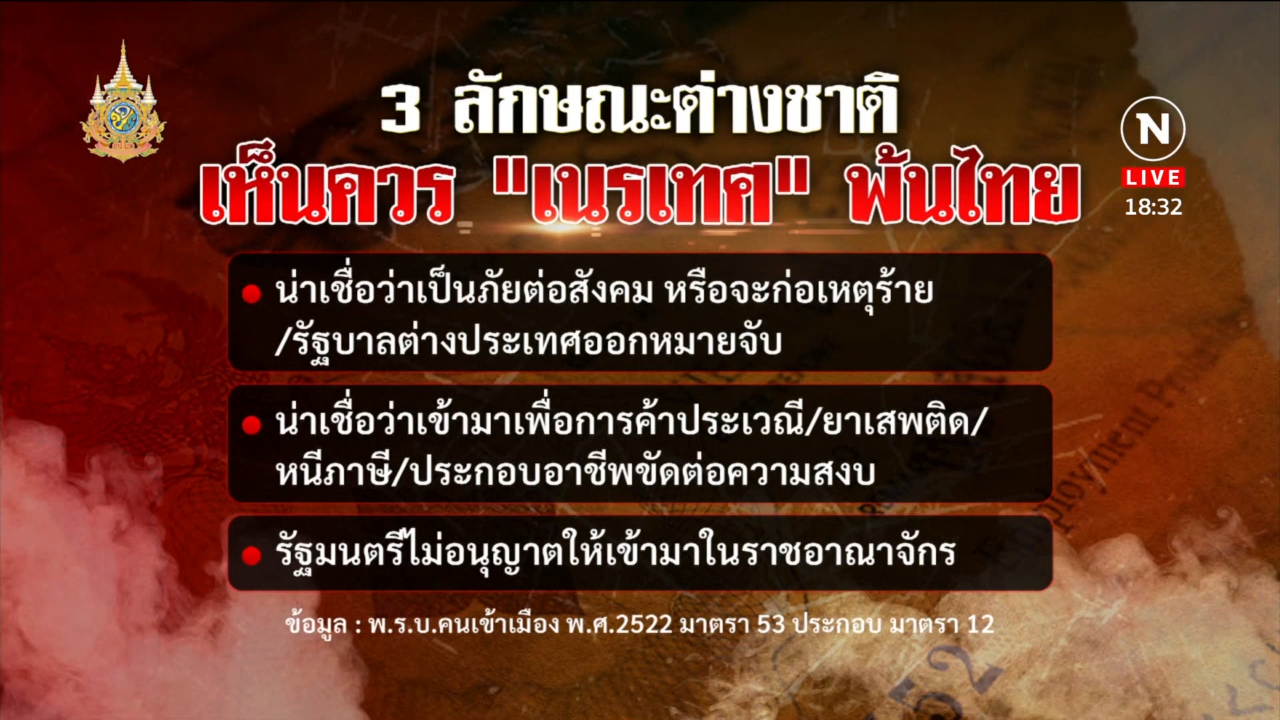 3 ลักษณะต่างชาติ
เห็นควร "เนรเทศ" พ้นไทย
N
LIVE
18:32
น่าเชื่อว่าเป็นภัยต่อสังคม หรือจะก่อเหตุร้าย
/รัฐบาลต่างประเทศออกหมายจับ
น่าเชื่อว่าเข้ามาเพื่อการค้าประเวณี/ยาเสพติด/
หนีภาษี/ประกอบอาชีพขัดต่อความสงบ
รัฐมนตรีไม่อนุญาตให้เข้ามาในราชอาณาจักร
ข้อมูล : พ.ร.บ.คนเข้าเมือง พ.ศ.2522 มาตรา 53 ประกอบ มาตรา 12